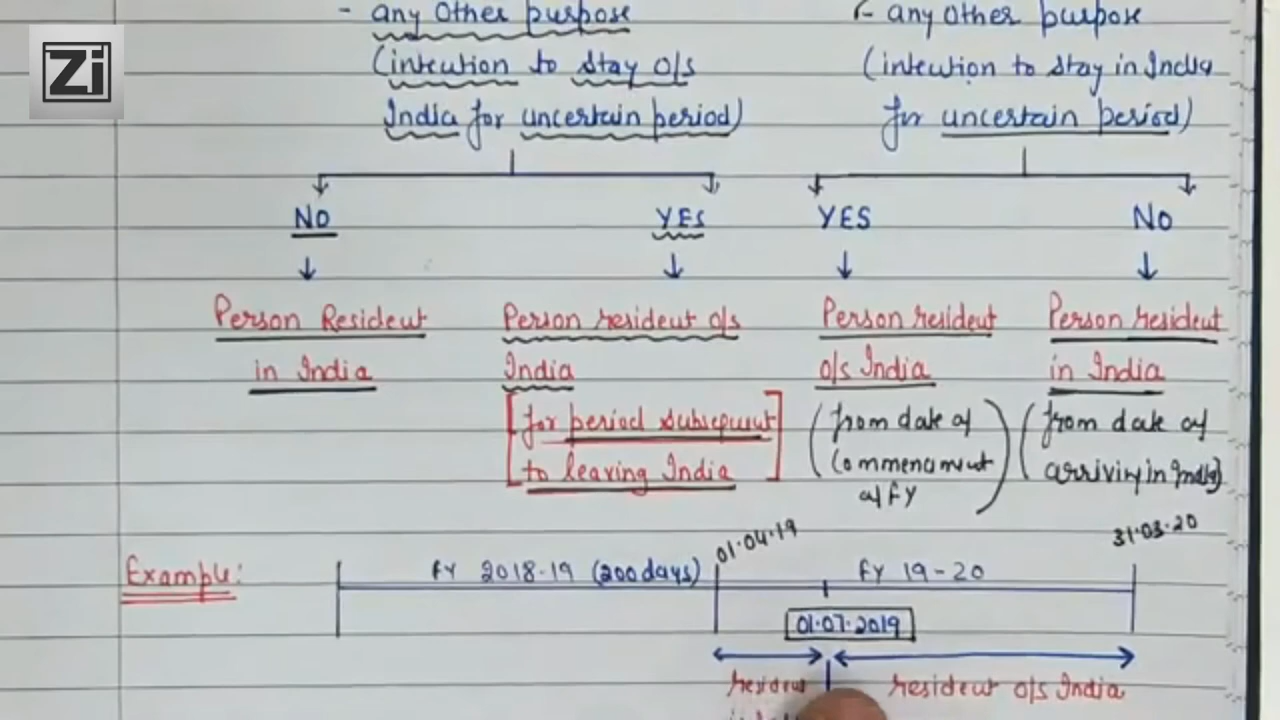 Zi
- any other purpose
(intention to stay o/s
India for uncertain period)
- any other purpose
(intention to stay in India
for uncertain period)
NO
YES
YES
NO
Person Resident
in India
Person resident o/s
India
[for period subsequent
to leaving India]
Person resident
o/s India
(from date of
commencement
of FY)
Person resident
in India
(from date of
arriving in India)
Example:
FY 2018-19 (200 days)
01.04.19
FY 19-20
31.03.20
01.07.2019
resident
resident o/s India